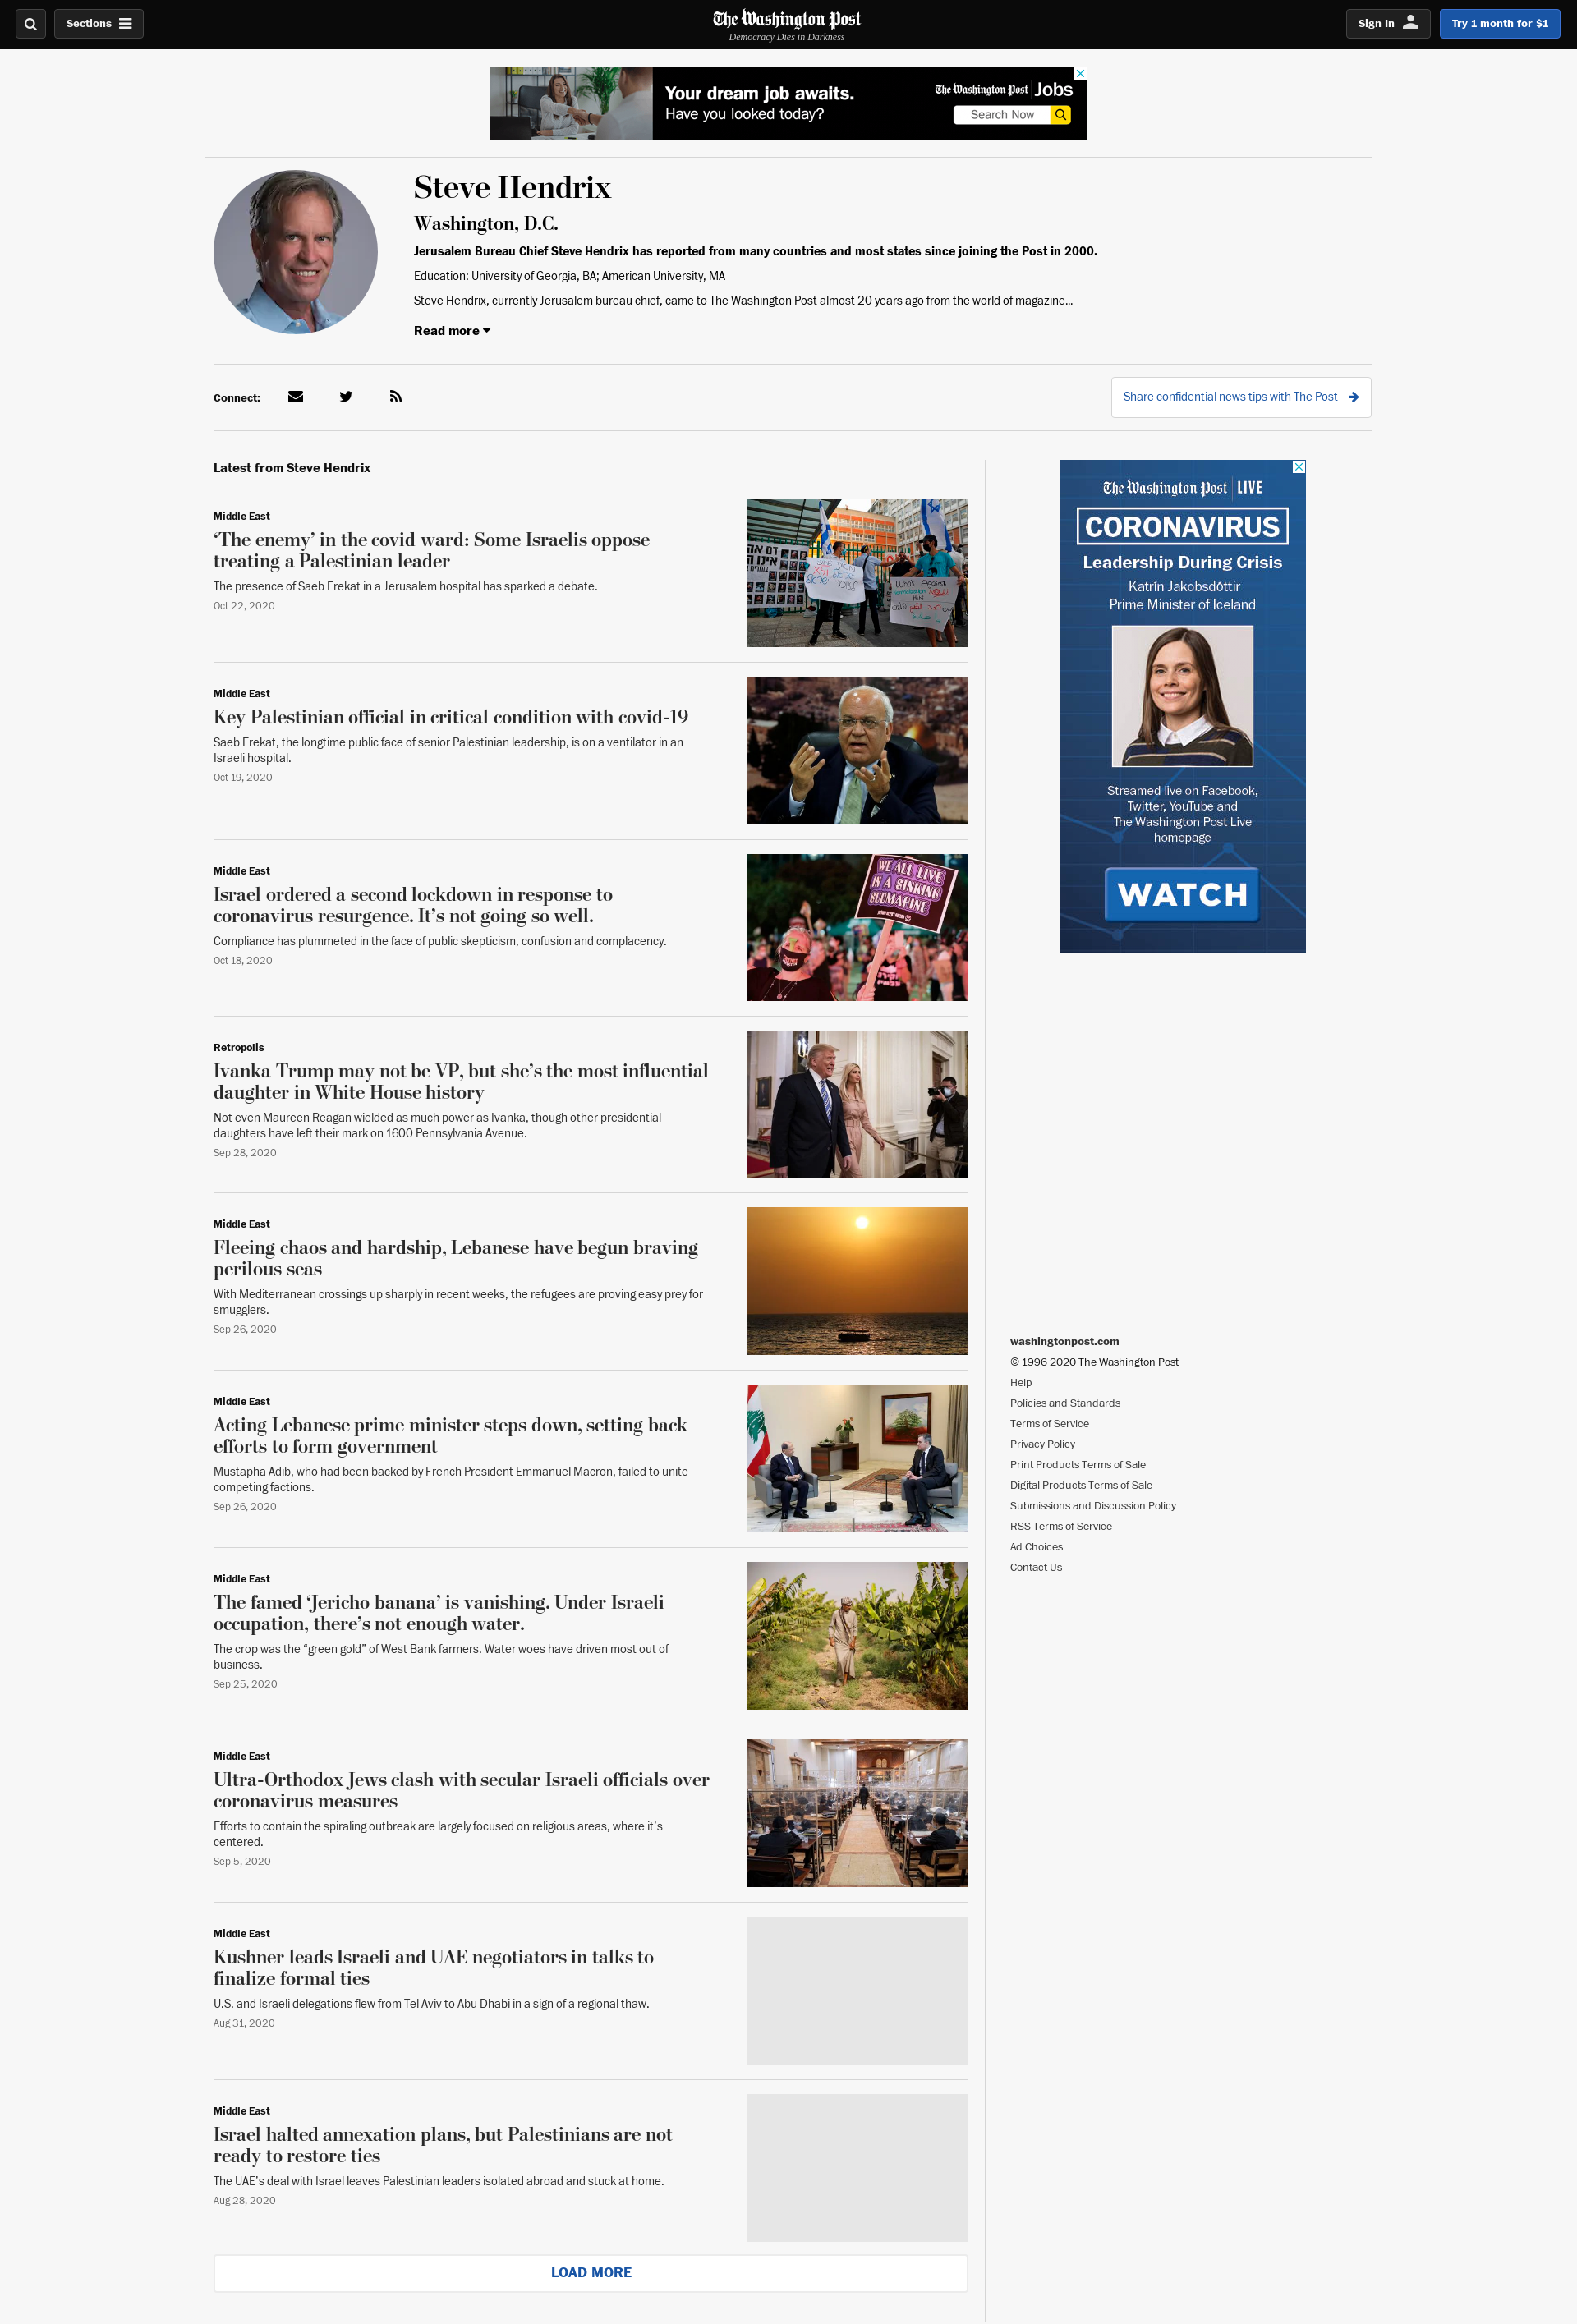 Sections
The Washington Post
Democracy Dies in Darkness
Sign In
Try 1 month for $1
Your dream job awaits.
Have you looked today?
The Washington Post Jobs
Search Now
Steve Hendrix
Washington, D.C.
Jerusalem Bureau Chief Steve Hendrix has reported from many countries and most states since joining the Post in 2000.
Education: University of Georgia, BA; American University, MA
Steve Hendrix, currently Jerusalem bureau chief, came to The Washington Post almost 20 years ago from the world of magazine...
Read more
Connect:
Share confidential news tips with The Post
Latest from Steve Hendrix
Middle East
‘The enemy’ in the covid ward: Some Israelis oppose
treating a Palestinian leader
The presence of Saeb Erekat in a Jerusalem hospital has sparked a debate.
Oct 22, 2020
Middle East
Key Palestinian official in critical condition with covid-19
Saeb Erekat, the longtime public face of senior Palestinian leadership, is on a ventilator in an
Israeli hospital.
Oct 19, 2020
Middle East
Israel ordered a second lockdown in response to
coronavirus resurgence. It’s not going so well.
Compliance has plummeted in the face of public skepticism, confusion and complacency.
Oct 18, 2020
WE ALL LIVE
IN A SINKING
SUBMARINE
Retropolis
Ivanka Trump may not be VP, but she’s the most influential
daughter in White House history
Not even Maureen Reagan wielded as much power as Ivanka, though other presidential
daughters have left their mark on 1600 Pennsylvania Avenue.
Sep 28, 2020
Middle East
Fleeing chaos and hardship, Lebanese have begun braving
perilous seas
With Mediterranean crossings up sharply in recent weeks, the refugees are proving easy prey for
smugglers.
Sep 26, 2020
Middle East
Acting Lebanese prime minister steps down, setting back
efforts to form government
Mustapha Adib, who had been backed by French President Emmanuel Macron, failed to unite
competing factions.
Sep 26, 2020
Middle East
The famed ‘Jericho banana’ is vanishing. Under Israeli
occupation, there’s not enough water.
The crop was the “green gold” of West Bank farmers. Water woes have driven most out of
business.
Sep 25, 2020
Middle East
Ultra-Orthodox Jews clash with secular Israeli officials over
coronavirus measures
Efforts to contain the spiraling outbreak are largely focused on religious areas, where it’s
centered.
Sep 5, 2020
Middle East
Kushner leads Israeli and UAE negotiators in talks to
finalize formal ties
U.S. and Israeli delegations flew from Tel Aviv to Abu Dhabi in a sign of a regional thaw.
Aug 31, 2020
Middle East
Israel halted annexation plans, but Palestinians are not
ready to restore ties
The UAE’s deal with Israel leaves Palestinian leaders isolated abroad and stuck at home.
Aug 28, 2020
LOAD MORE
The Washington Post LIVE
CORONAVIRUS
Leadership During Crisis
Katrín Jakobsdóttir
Prime Minister of Iceland
Streamed live on Facebook,
Twitter, YouTube and
The Washington Post Live
homepage
WATCH
washingtonpost.com
© 1996-2020 The Washington Post
Help
Policies and Standards
Terms of Service
Privacy Policy
Print Products Terms of Sale
Digital Products Terms of Sale
Submissions and Discussion Policy
RSS Terms of Service
Ad Choices
Contact Us